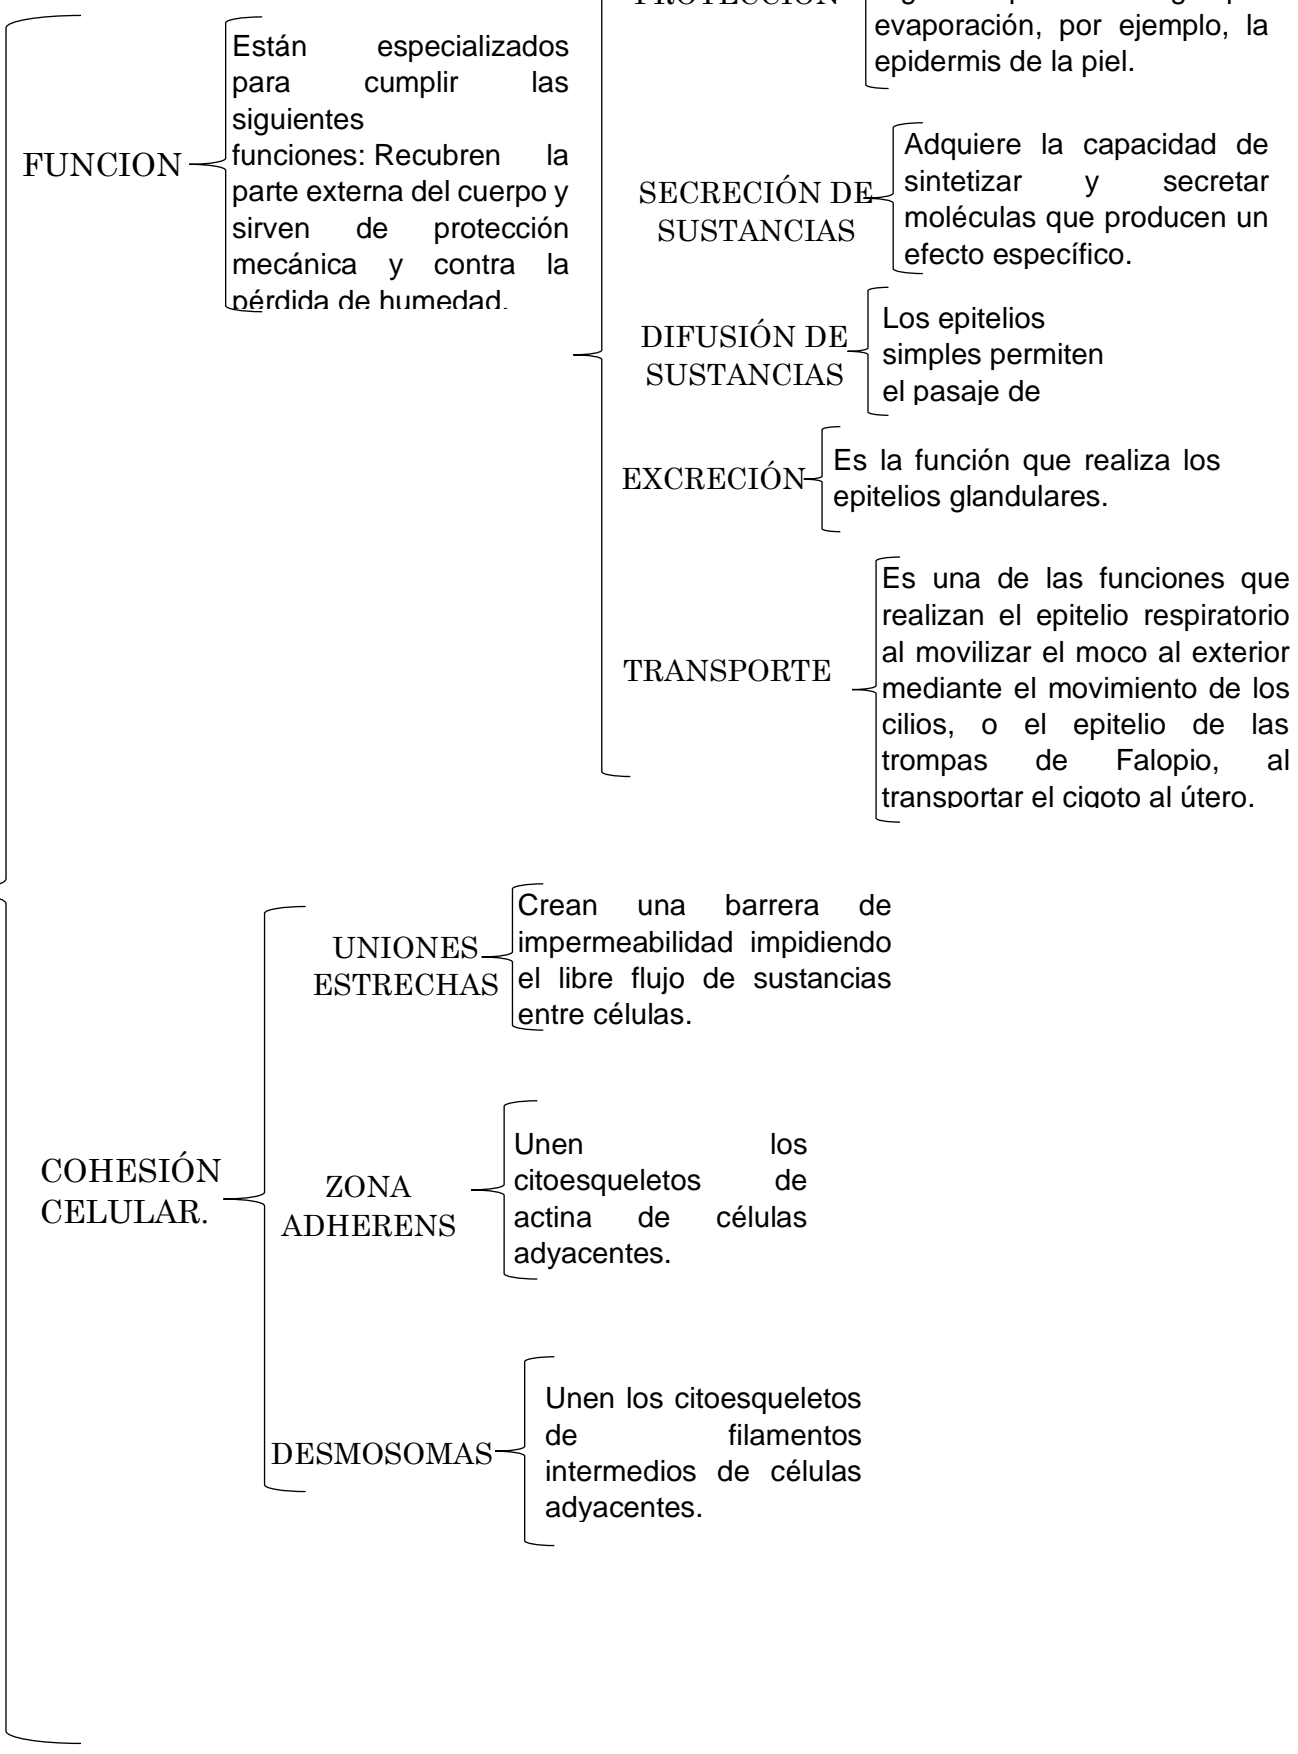 evaporación, por ejemplo, la
epidermis de la piel.
FUNCION
Están especializados
para cumplir las
siguientes
funciones: Recubren la
parte externa del cuerpo y
sirven de protección
mecánica y contra la
pérdida de humedad.
SECRECIÓN DE
SUSTANCIAS
Adquiere la capacidad de
sintetizar y secretar
moléculas que producen un
efecto específico.
DIFUSIÓN DE
SUSTANCIAS
Los epitelios
simples permiten
el pasaje de
EXCRECIÓN
Es la función que realiza los
epitelios glandulares.
TRANSPORTE
Es una de las funciones que
realizan el epitelio respiratorio
al movilizar el moco al exterior
mediante el movimiento de los
cilios, o el epitelio de las
trompas de Falopio, al
transportar el cigoto al útero.
COHESIÓN
CELULAR.
UNIONES
ESTRECHAS
Crean una barrera de
impermeabilidad impidiendo
el libre flujo de sustancias
entre células.
ZONA
ADHERENS
Unen los
citoesqueletos de
actina de células
adyacentes.
DESMOSOMAS
Unen los citoesqueletos
de filamentos
intermedios de células
adyacentes.